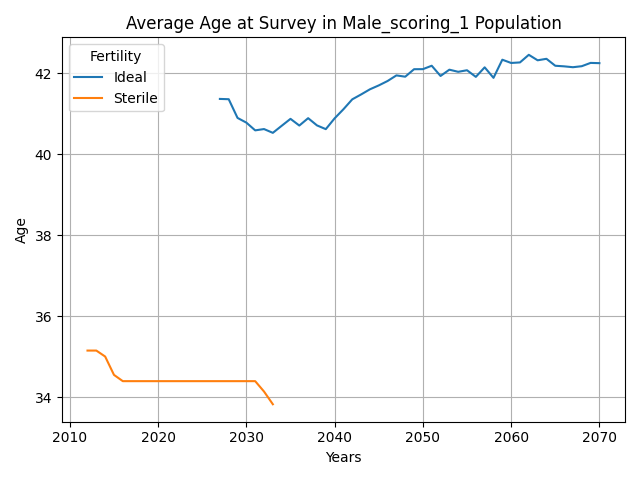 Average Age at Survey in Male_scoring_1 Population
Fertility
Ideal
Sterile
42
40
38
36
34
Age
2010 2020 2030 2040 2050 2060 2070
Years